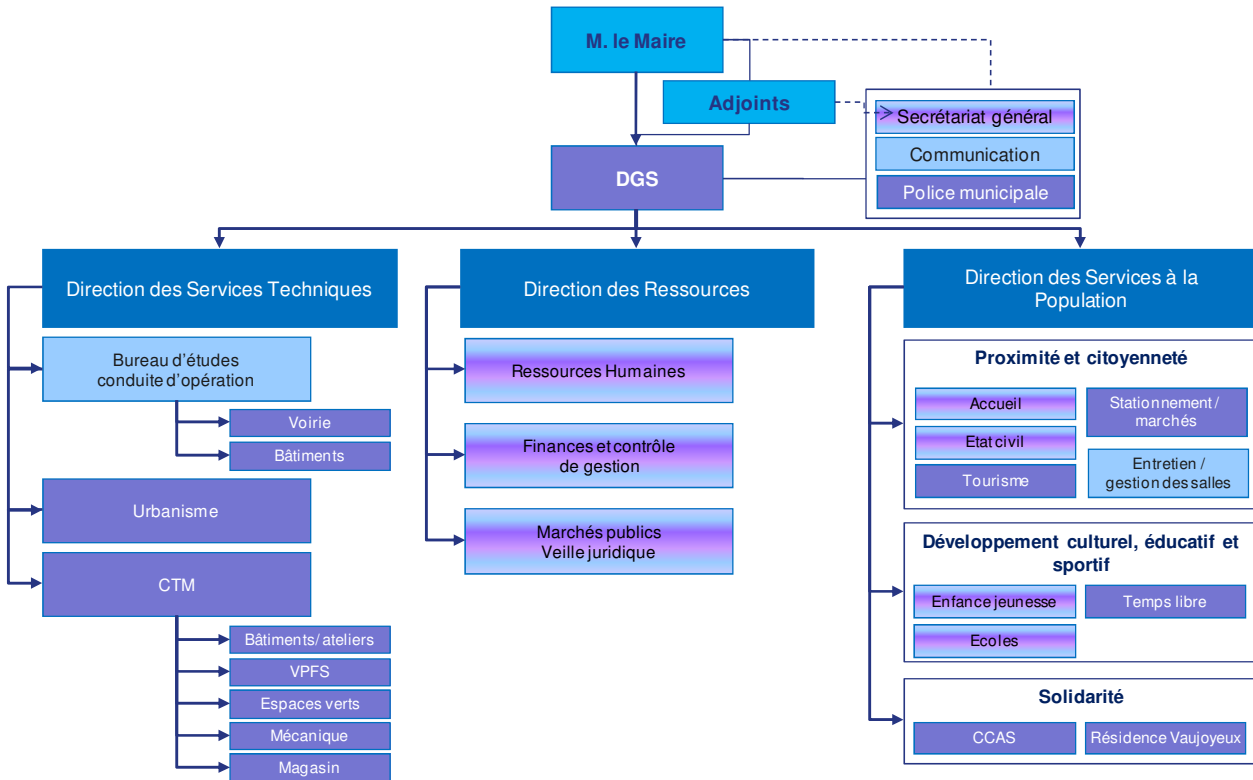 M. le Maire
Adjoints
Secrétariat général
Communication
Police municipale
DGS
Direction des Services Techniques
Bureau d'études
conduite d'opération
Voirie
Bâtiments
Urbanisme
CTM
Bâtiments/ ateliers
VPFS
Espaces verts
Mécanique
Magasin
Direction des Ressources
Ressources Humaines
Finances et contrôle
de gestion
Marchés publics
Veille juridique
Direction des Services à la
Population
Proximité et citoyenneté
Accueil
Etat civil
Tourisme
Stationnement /
marchés
Entretien /
gestion des salles
Développement culturel, éducatif et
sportif
Enfance jeunesse
Ecoles
Temps libre
Solidarité
CCAS
Résidence Vaujoyeux